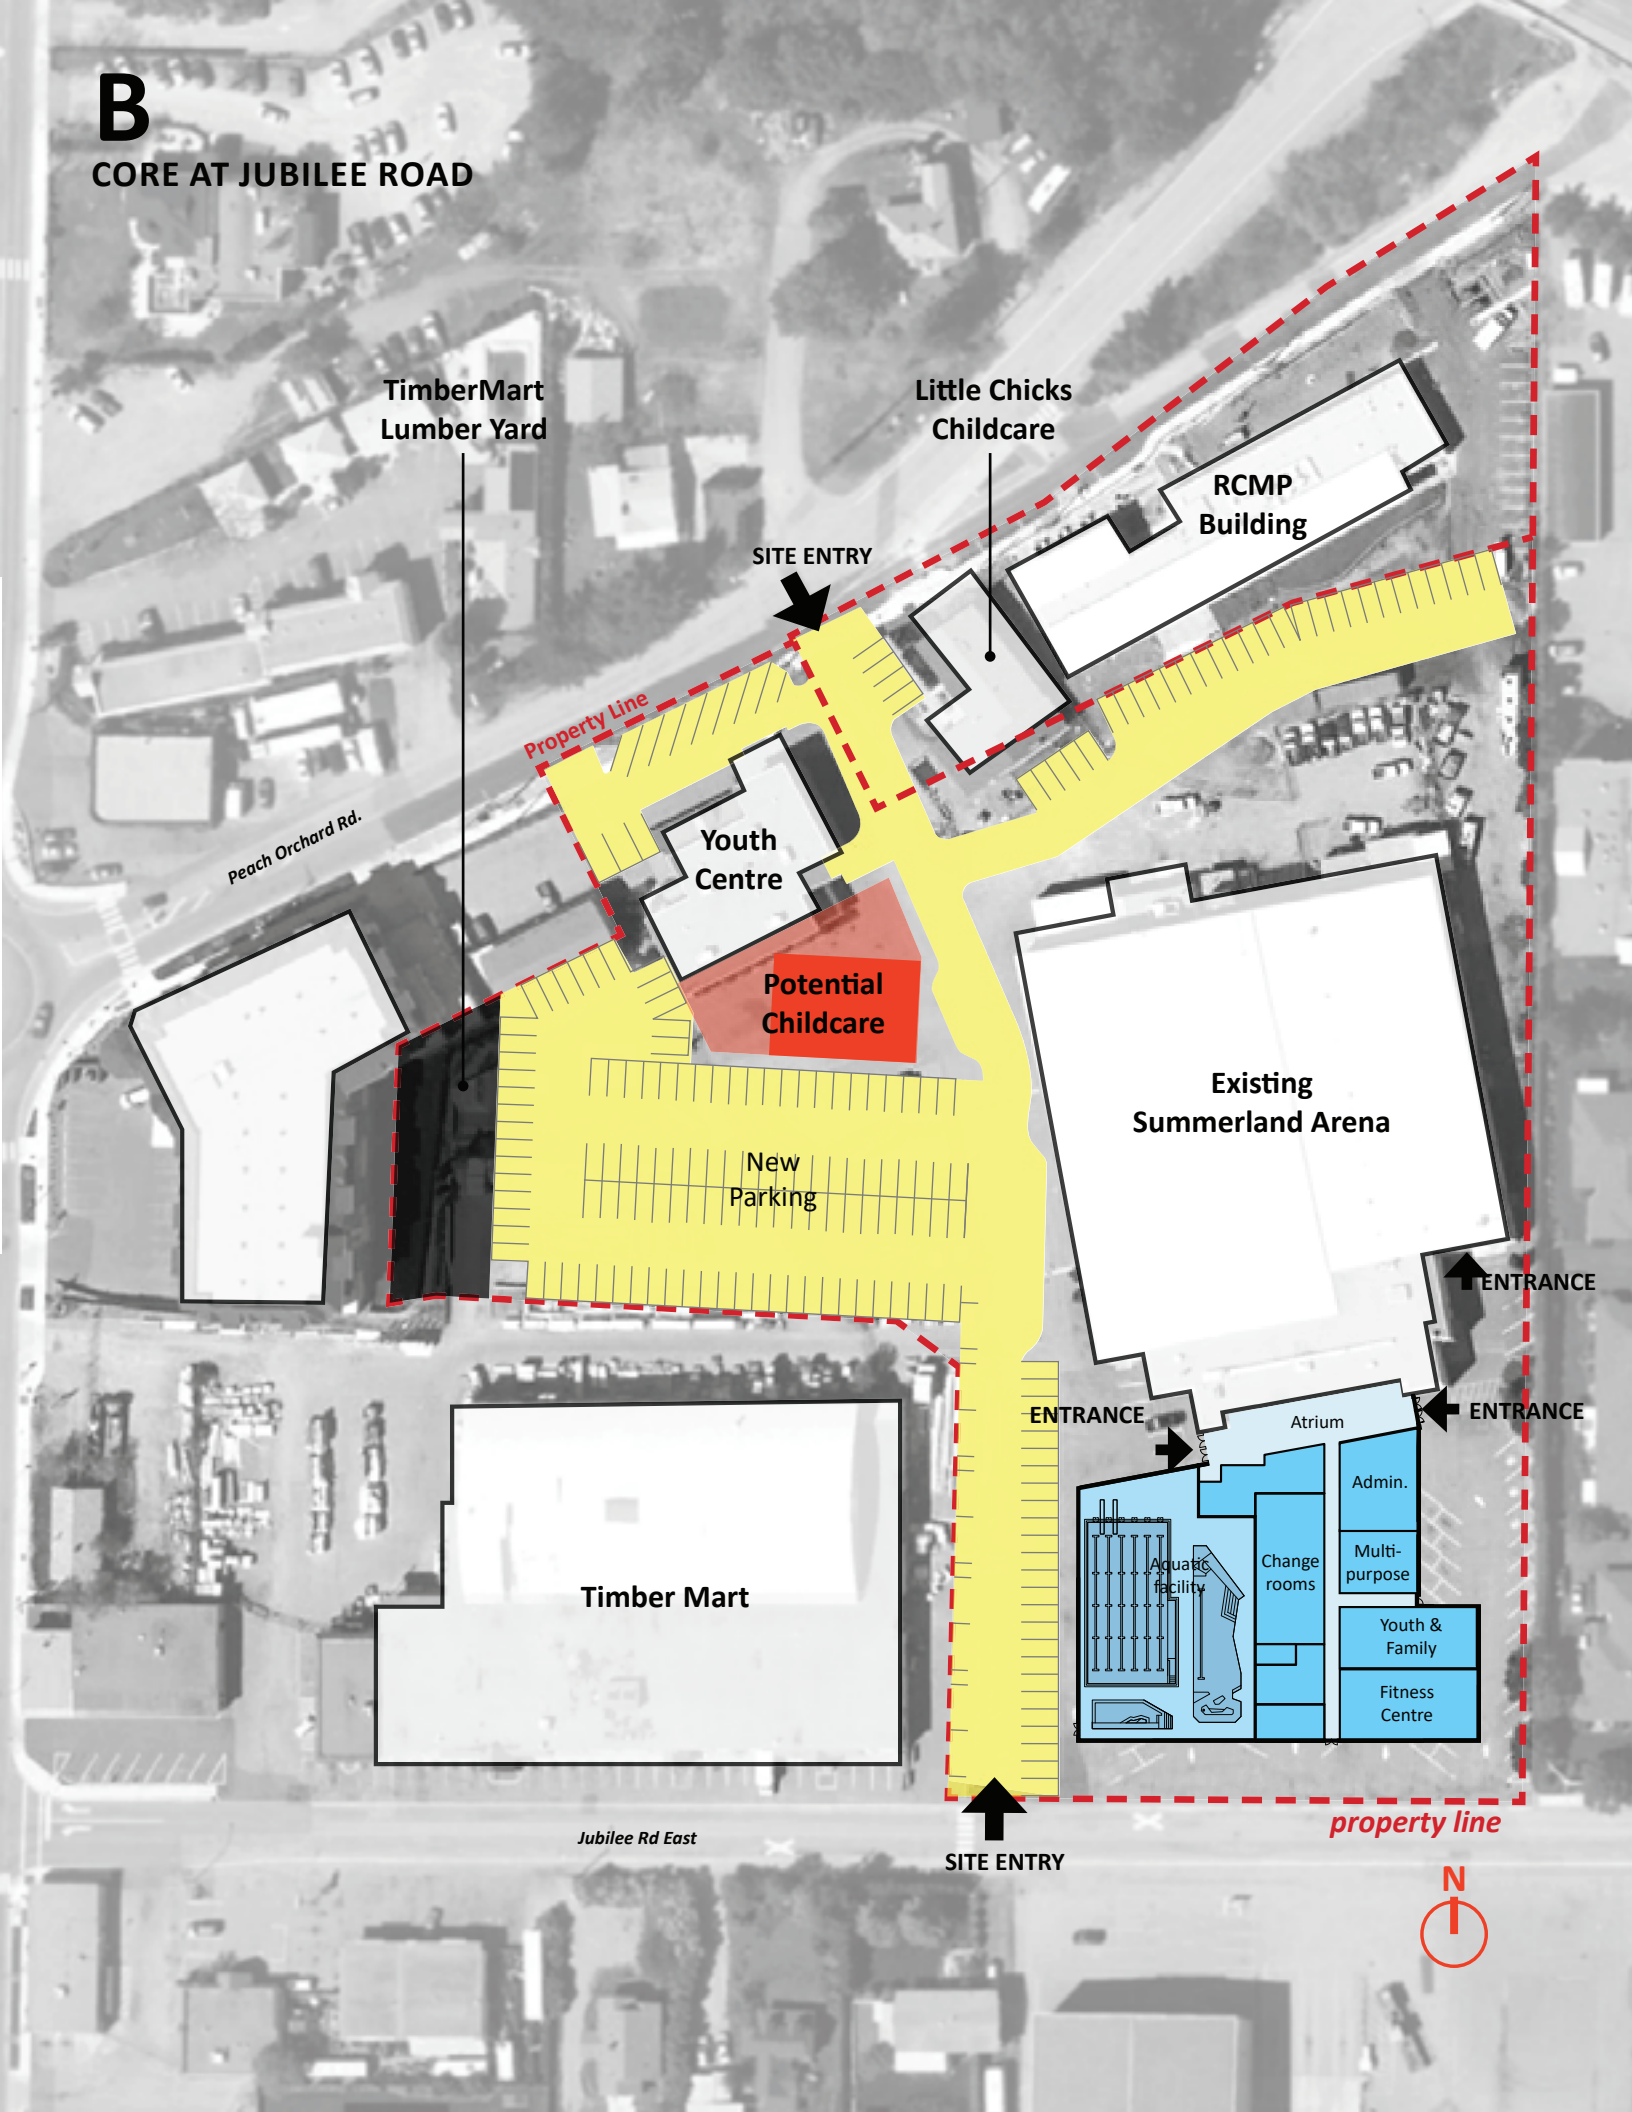 B
CORE AT JUBILEE ROAD
TimberMart
Lumber Yard
Little Chicks
Childcare
RCMP
Building
SITE ENTRY
Property Line
Peach Orchard Rd.
Youth
Centre
Potential
Childcare
Existing
Summerland Arena
New
Parking
ENTRANCE
ENTRANCE
ENTRANCE
Atrium
Admin.
Aquatic
facility
Change
rooms
Multi-
purpose
Timber Mart
Youth &
Family
Fitness
Centre
property line
Jubilee Rd East
SITE ENTRY
N